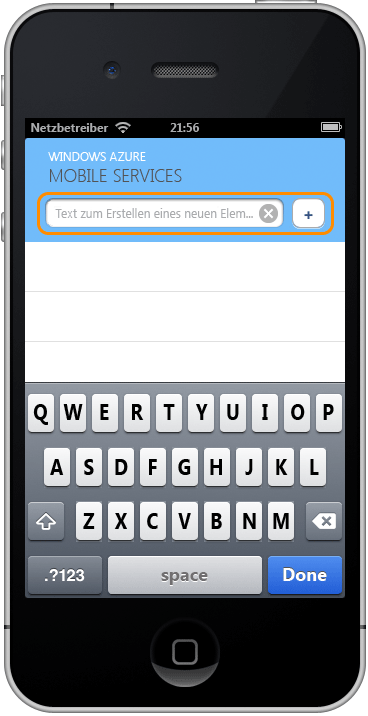 Netzbetreiber 21:56
WINDOWS AZURE
MOBILE SERVICES
Text zum Erstellen eines neuen Elem... +
Q W E R T Y U I O P
A S D F G H J K L
Z X C V B N M
.?123 space Done